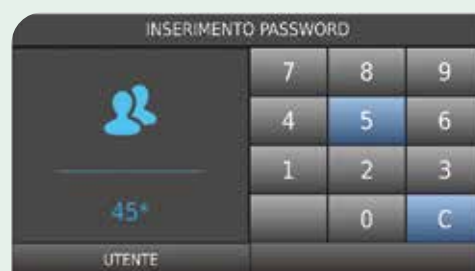 INSERIMENTO PASSWORD
7 8 9
4 5 6
1 2 3
45*
0 C
UTENTE